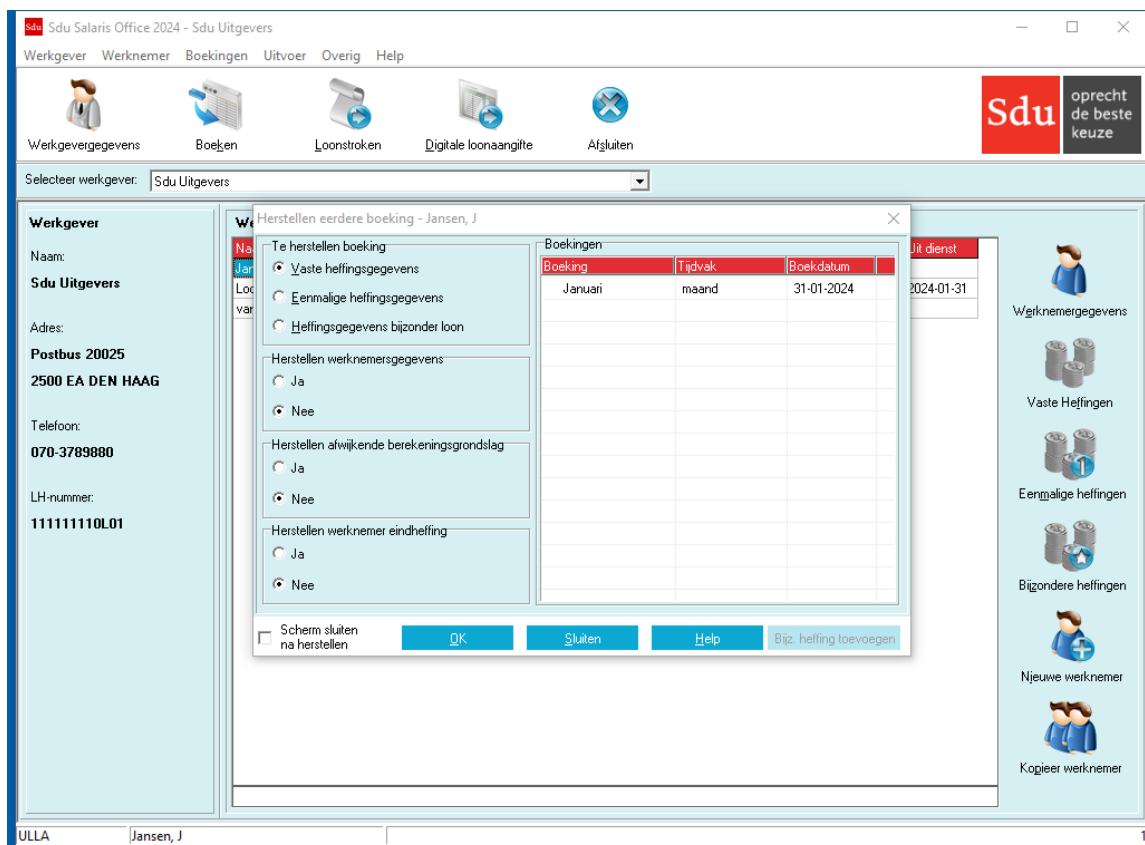 Sdu Sdu Salaris Office 2024 - Sdu Uitgevers
Werkgever Werknemer Boekingen Uitvoer Overig Help
Werkgevergegevens Boeken Loonstroken Digitale loonaangifte Afsluiten
Sdu
oprecht
de beste
keuze
Selecteer werkgever: Sdu Uitgevers
Werkgever
Naam:
Sdu Uitgevers
Adres:
Postbus 20025
2500 EA DEN HAAG
Telefoon:
070-3789880
LH-nummer:
111111110L01
Uit dienst
2024-01-31
Herstellen eerdere boeking - Jansen, J
Te herstellen boeking
Vaste heffingsgegevens
Eenmalige heffingsgegevens
Heffingsgegevens bijzonder loon
Herstellen werknemersgegevens
Ja
Nee
Herstellen afwijkende berekeningsgrondslag
Ja
Nee
Herstellen werknemer eindheffing
Ja
Nee
Boekingen
Boeking Tijdvak Boekdatum
Januari maand 31-01-2024
Scherm sluiten
na herstellen
OK Sluiten Help Bijz. heffing toevoegen
Werknemergegevens
Vaste Heffingen
1
Eenmalige heffingen
Bijzondere heffingen
Nieuwe werknemer
Kopieer werknemer
ULLA Jansen, J 1